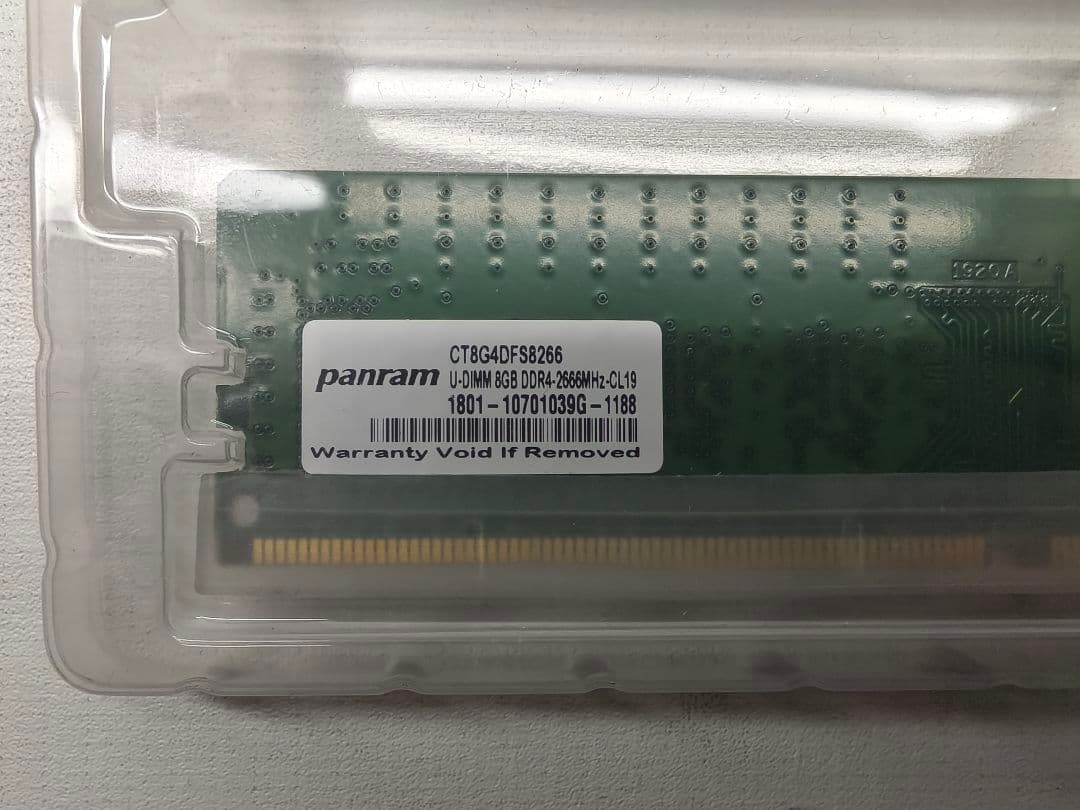 1920A
CT8G4DFS8266
panram U-DIMM 8GB DDR4-2666MHz-CL19
1801-10701039G-1188
Warranty Void If Removed